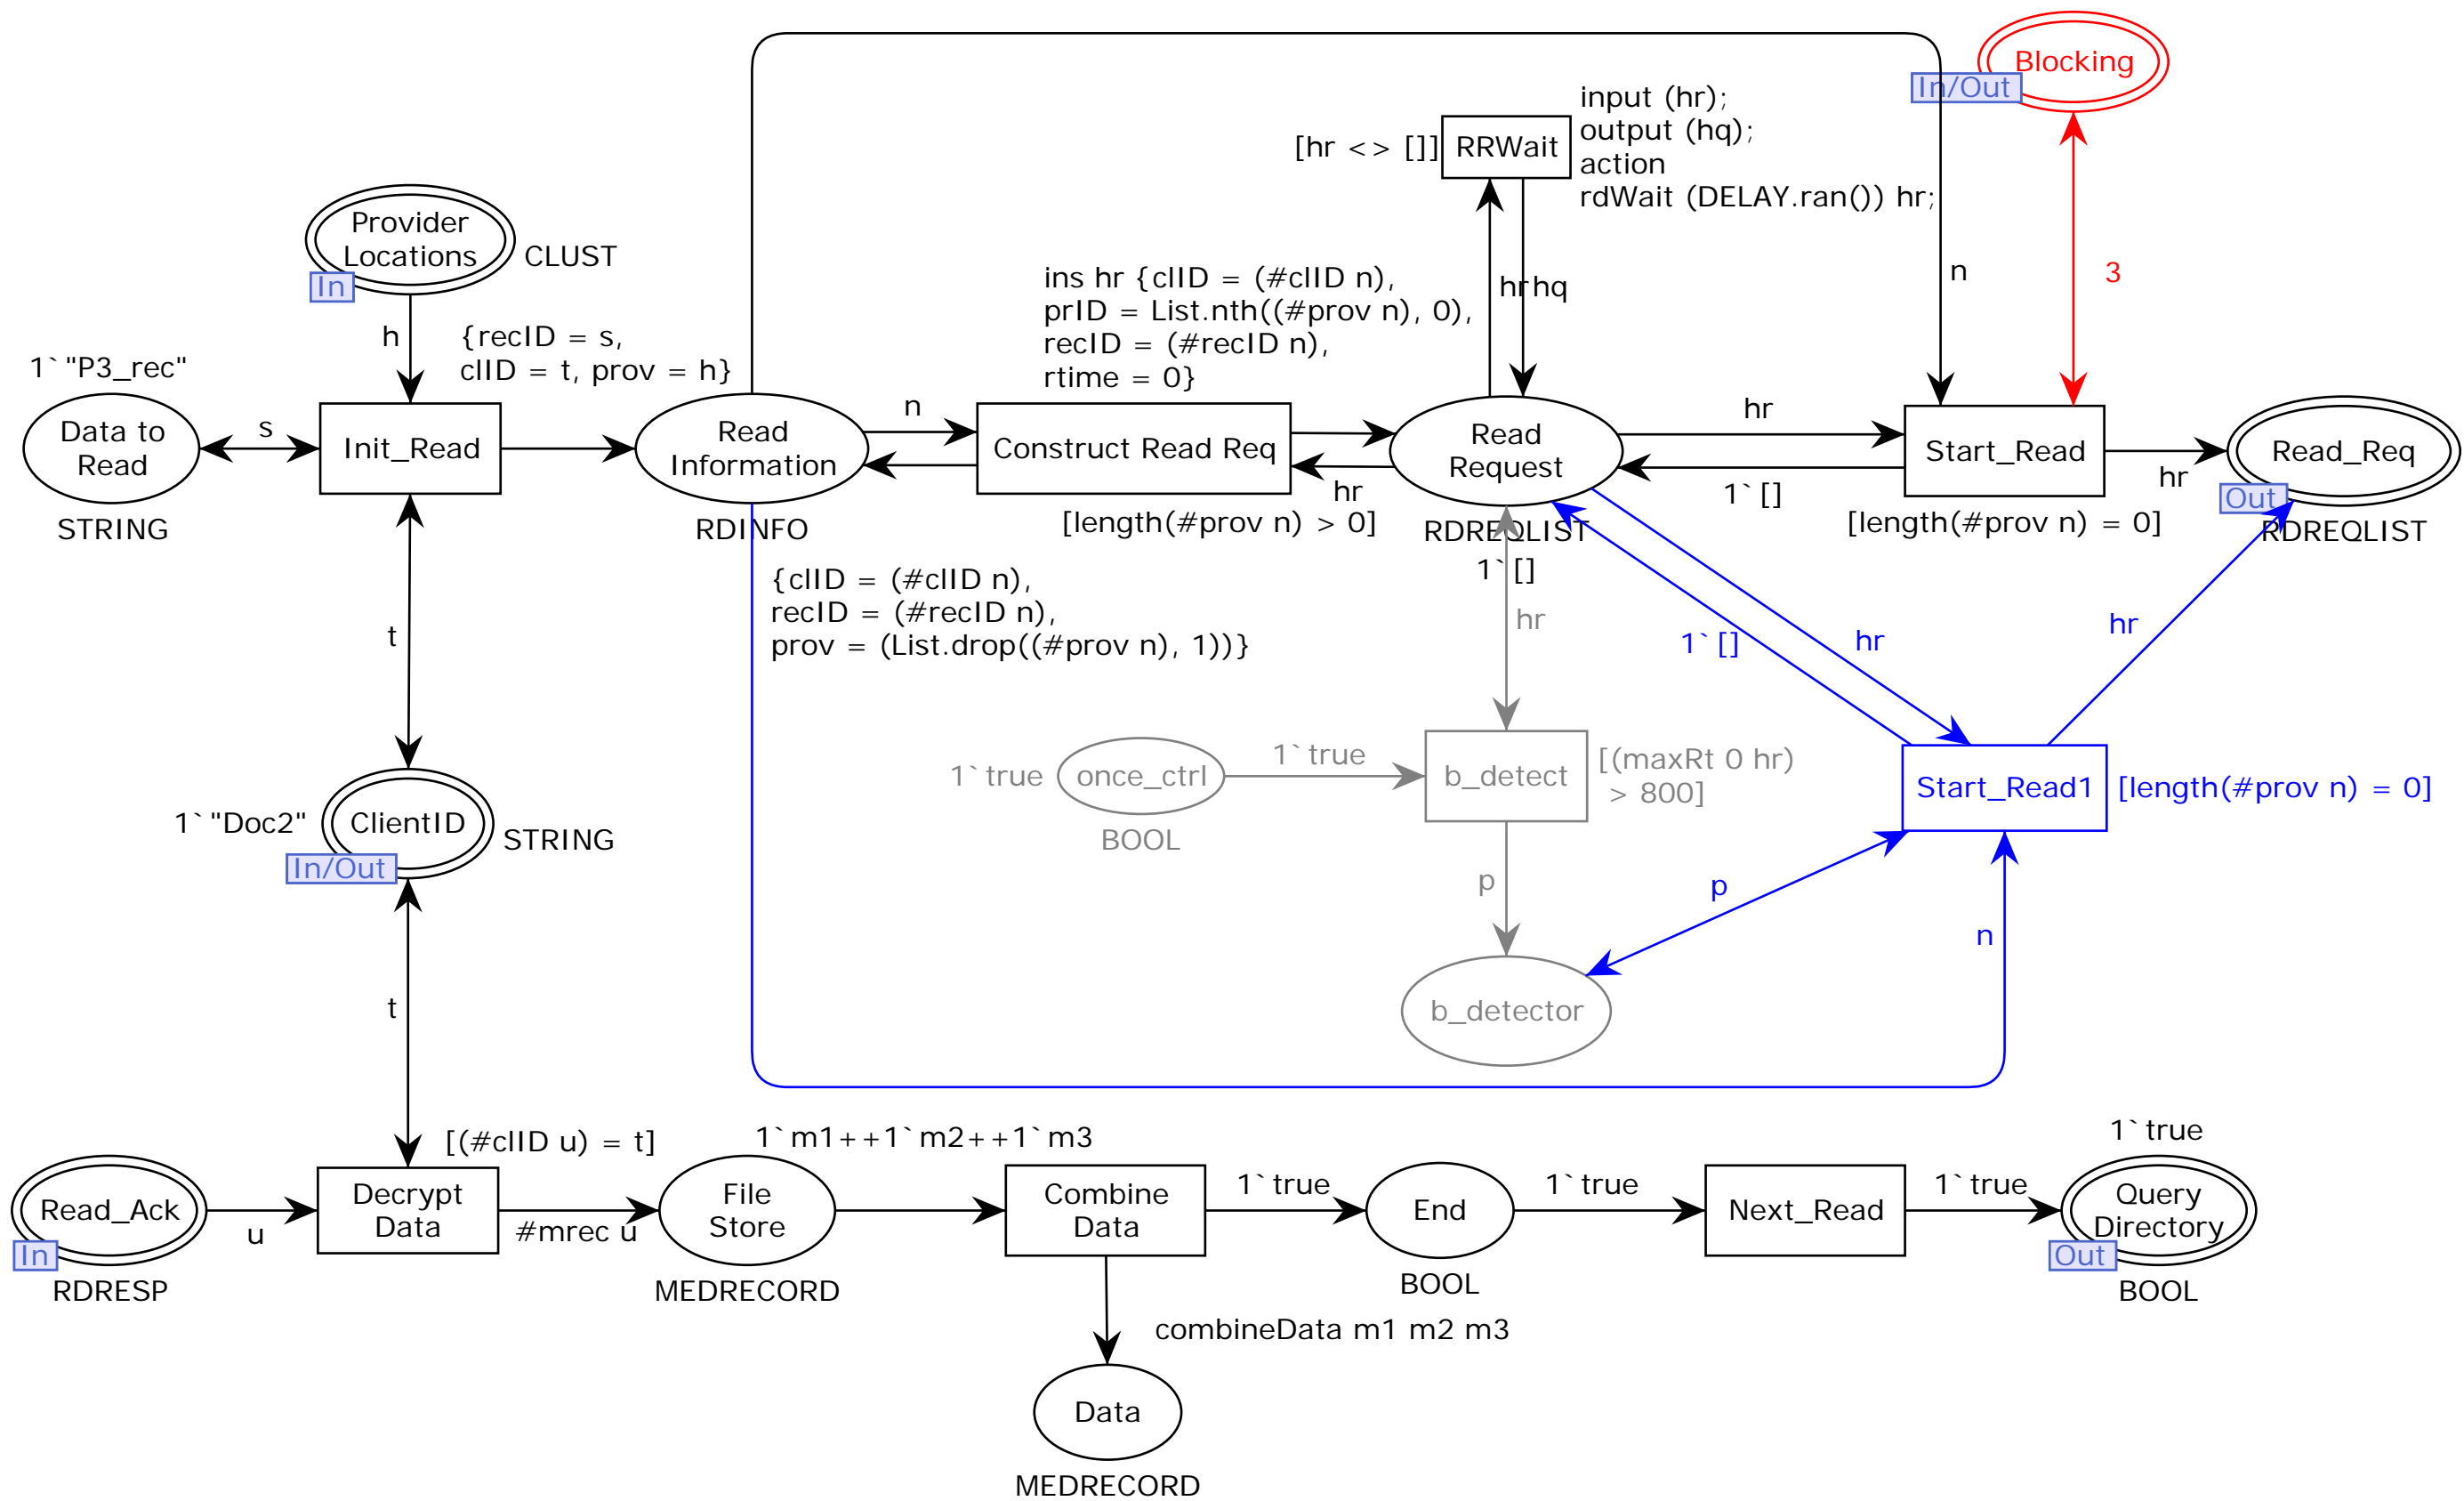 Blocking
In/Out
input (hr);
output (hq);
action
rdWait (DELAY.ran()) hr;
[hr <> []]
RRWait
Provider
Locations
In
CLUST
h
{recID = s,
clID = t, prov = h}
ins hr {clID = (#clID n),
prID = List.nth((#prov n), 0),
recID = (#recID n),
rtime = 0}
hr
hq
n
3
1`"P3_rec"
Data to
Read
STRING
s
Init_Read
Read
Information
RDINFO
n
Construct Read Req
hr
[length(#prov n) > 0]
Read
Request
RDREQLIST
1`[]
hr
1`[]
Start_Read
[length(#prov n) = 0]
hr
Read_Req
Out
RDREQLIST
{clID = (#clID n),
recID = (#recID n),
prov = (List.drop((#prov n), 1))}
t
hr
1`[]
hr
hr
1`true
once_ctrl
BOOL
1`true
b_detect
[(maxRt 0 hr)
> 800]
Start_Read1
[length(#prov n) = 0]
1`"Doc2"
ClientID
In/Out
STRING
p
p
n
t
b_detector
[(#clID u) = t]
1`m1++1`m2++1`m3
1`true
Read_Ack
In
RDRESP
u
Decrypt
Data
#mrec u
File
Store
MEDRECORD
Combine
Data
1`true
End
BOOL
1`true
Next_Read
1`true
Query
Directory
Out
BOOL
combineData m1 m2 m3
Data
MEDRECORD